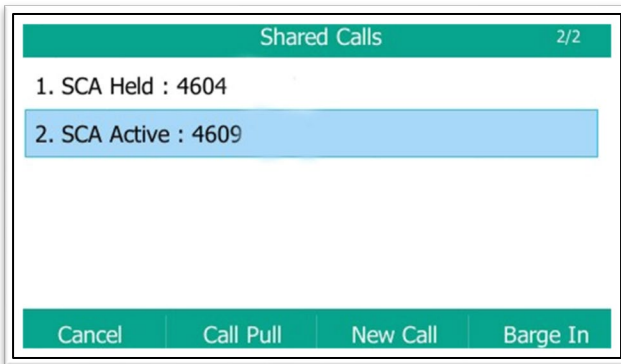 Shared Calls 2/2
1. SCA Held : 4604
2. SCA Active : 4609
Cancel Call Pull New Call Barge In